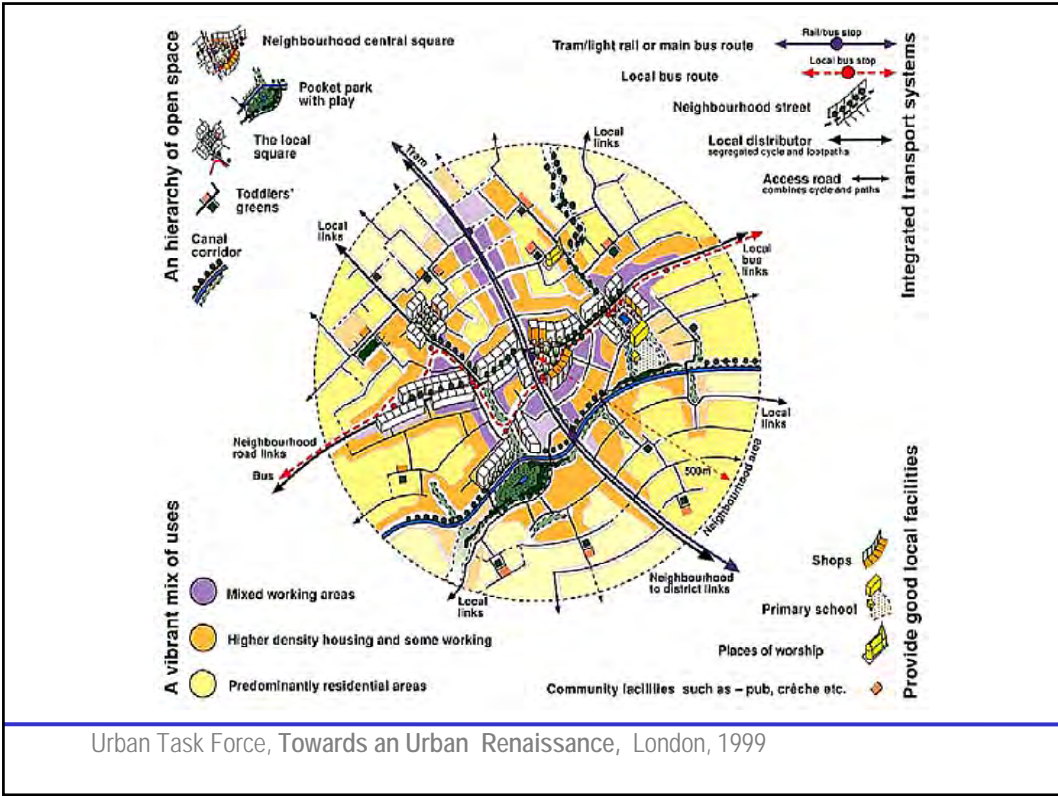 An hierarchy of open space
Neighbourhood central square
Pocket park
with play
The local
square
Toddlers'
greens
Canal
corridor
Integrated transport systems
Tram/light rail or main bus route
Rail/bus stop
Local bus route
Local bus stop
Neighbourhood street
Local distributor
segregated cycle and footpaths
Access road
combines cycle and paths
Tram
Local
links
Local
links
Local
bus links
Local
links
Neighbourhood
road links
Bus
500m
Neighbourhood area
Neighbourhood
to district links
Local
links
A vibrant mix of uses
Mixed working areas
Higher density housing and some working
Predominantly residential areas
Provide good local facilities
Shops
Primary school
Places of worship
Community facilities such as – pub, crèche etc.
Urban Task Force, Towards an Urban Renaissance, London, 1999